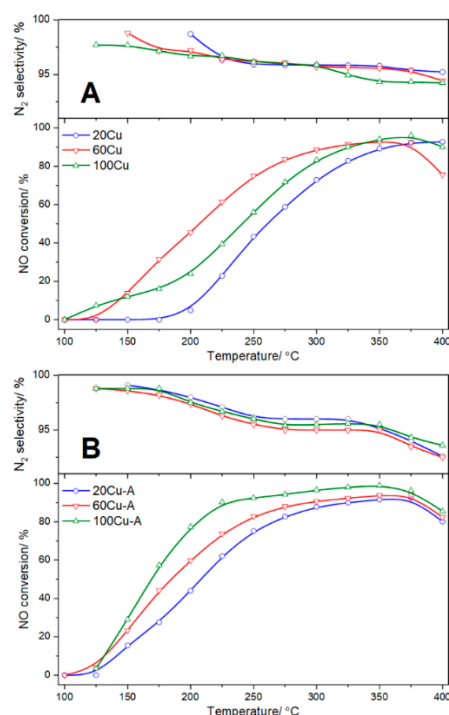 N₂ selectivity/ %
100
95
A
NO conversion/ %
100
80
60
40
20
0
20Cu
60Cu
100Cu
100 150 200 250 300 350 400
Temperature/ °C
N₂ selectivity/ %
100
95
B
NO conversion/ %
100
80
60
40
20
0
20Cu-A
60Cu-A
100Cu-A
100 150 200 250 300 350 400
Temperature/ °C